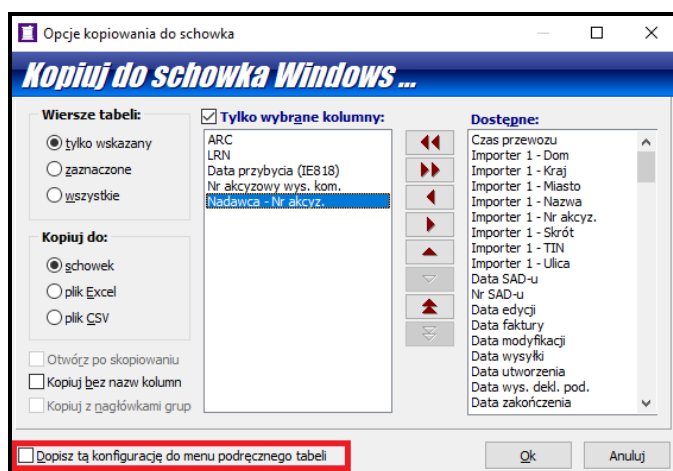 Opcje kopiowania do schowka
Kopiuj do schowka Windows ...
Wiersze tabeli:
tylko wskazany
zaznaczone
wszystkie
Kopiuj do:
schowek
plik Excel
plik CSV
Otwórz po skopiowaniu
Kopiuj bez nazw kolumn
Kopiuj z nagłówkami grup
Tylko wybrane kolumny:
ARC
LRN
Data przybycia (IE818)
Nr akcyzowy wys. kom.
Nadawca - Nr akcyz.
Dostępne:
Czas przewozu
Importer 1 - Dom
Importer 1 - Kraj
Importer 1 - Miasto
Importer 1 - Nazwa
Importer 1 - Nr akcyz.
Importer 1 - Skrót
Importer 1 - TIN
Importer 1 - Ulica
Data SAD-u
Nr SAD-u
Data edycji
Data faktury
Data modyfikacji
Data wysyłki
Data utworzenia
Data wys. dekl. pod.
Data zakończenia
Dopisz tą konfigurację do menu podręcznego tabeli
Ok
Anuluj